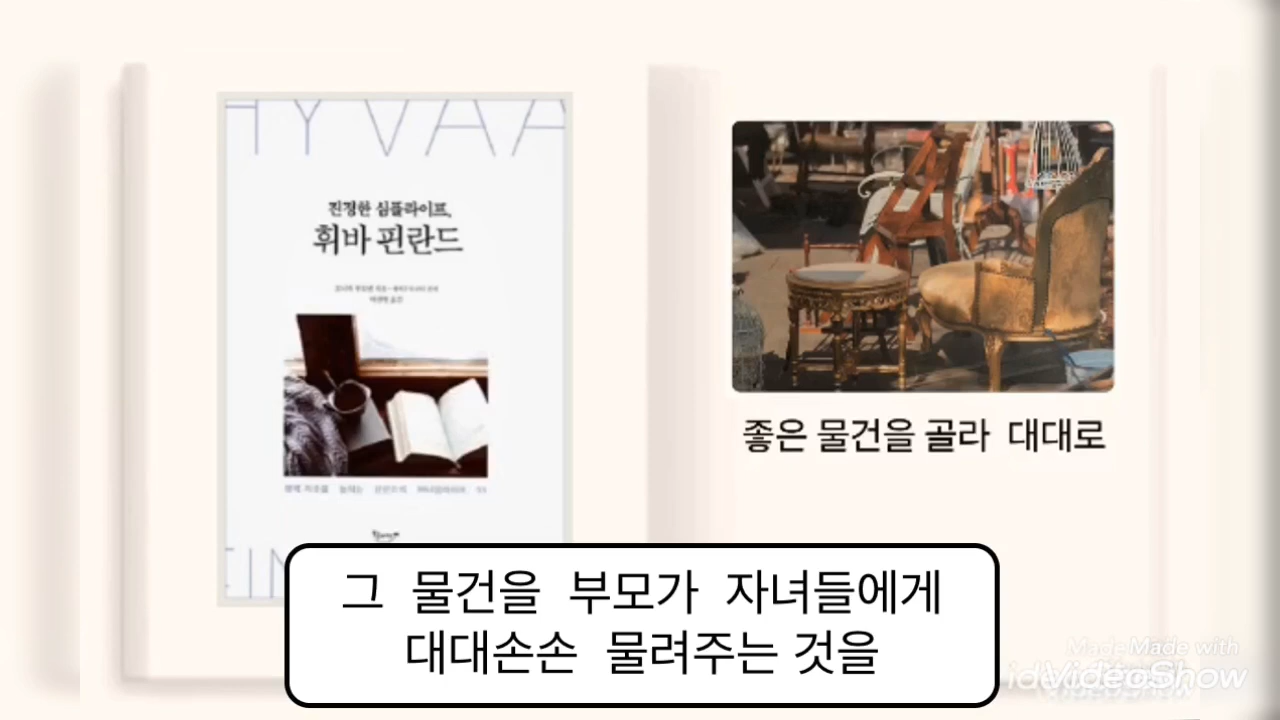 HYVAA
진정한 심플라이프,
휘바 핀란드
좋은 물건을 골라 대대로
그 물건을 부모가 자녀들에게
대대손손 물려주는 것을
FIN
Made Made with
VideoShow